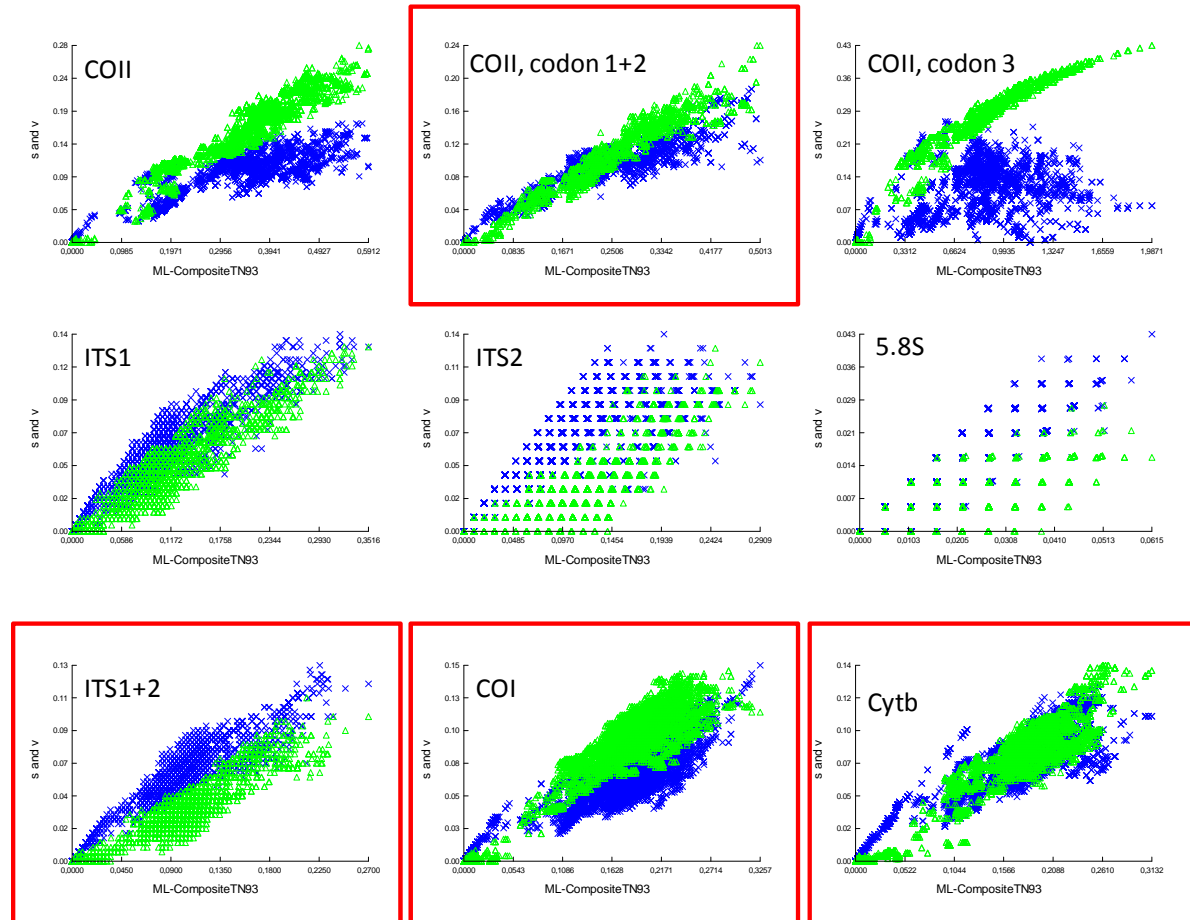 COII
s and v
0.28
0.24
0.19
0.14
0.09
0.05
0.00
0,0000 0,0985 0,1971 0,2956 0,3941 0,4927 0,5912
ML-CompositeTN93
COII, codon 1+2
s and v
0.24
0.20
0.16
0.12
0.08
0.04
0.00
0,0000 0,0835 0,1671 0,2506 0,3342 0,4177 0,5013
ML-CompositeTN93
COII, codon 3
s and v
0.43
0.36
0.29
0.21
0.14
0.07
0.00
0,0000 0,3312 0,6624 0,9935 1,3247 1,6559 1,9871
ML-CompositeTN93
ITS1
s and v
0.14
0.12
0.09
0.07
0.05
0.02
0.00
0,0000 0,0586 0,1172 0,1758 0,2344 0,2930 0,3516
ML-CompositeTN93
ITS2
s and v
0.14
0.12
0.09
0.07
0.05
0.02
0.00
0,0000 0,0485 0,0970 0,1454 0,1939 0,2424 0,2909
ML-CompositeTN93
5.8S
s and v
0.043
0.036
0.028
0.021
0.014
0.007
0.000
0,0000 0,0103 0,0205 0,0308 0,0410 0,0513 0,0615
ML-CompositeTN93
ITS1+2
s and v
0.13
0.11
0.09
0.07
0.04
0.02
0.00
0,0000 0,0450 0,0900 0,1350 0,1800 0,2250 0,2700
ML-CompositeTN93
COI
s and v
0.15
0.13
0.10
0.08
0.05
0.03
0.00
0,0000 0,0543 0,1086 0,1628 0,2171 0,2714 0,3257
ML-CompositeTN93
Cytb
s and v
0.14
0.12
0.09
0.07
0.05
0.02
0.00
0,0000 0,0522 0,1044 0,1566 0,2088 0,2610 0,3132
ML-CompositeTN93